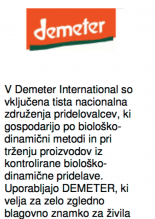 demeter
V Demeter International so
vključena tista nacionalna
združenja pridelovalcev, ki
gospodarijo po biološko-
dinamični metodi in pri
trženju proizvodov iz
kontrolirane biološko-
dinamične pridelave.
Uporabljajo DEMETER, ki
velja za zelo zgledno
blagovno znamko za živila